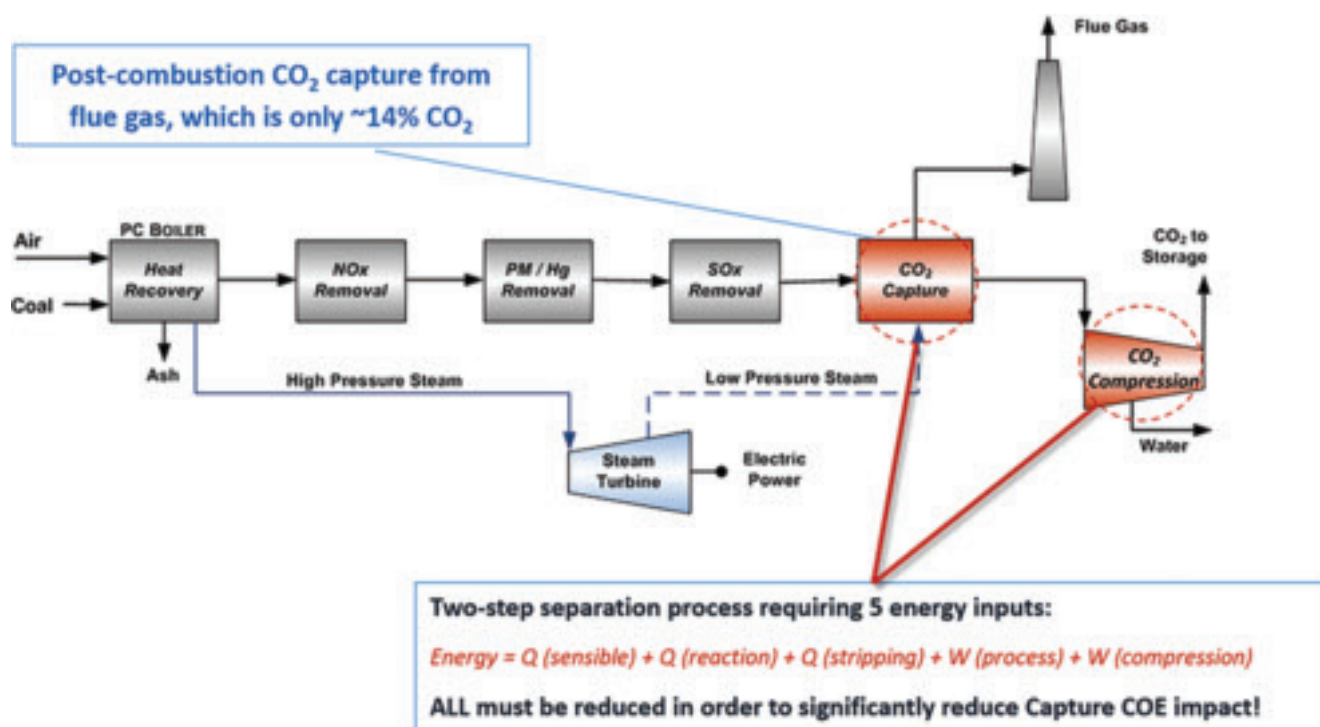 Flue Gas
Post-combustion CO₂ capture from
flue gas, which is only ~14% CO₂
PC BOILER
Air
Coal
Heat
Recovery
NOx
Removal
PM / Hg
Removal
SOx
Removal
CO₂
Capture
CO₂ to
Storage
CO₂
Compression
Ash
High Pressure Steam
Low Pressure Steam
Water
Steam
Turbine
Electric
Power
Two-step separation process requiring 5 energy inputs:
Energy = Q (sensible) + Q (reaction) + Q (stripping) + W (process) + W (compression)
ALL must be reduced in order to significantly reduce Capture COE impact!